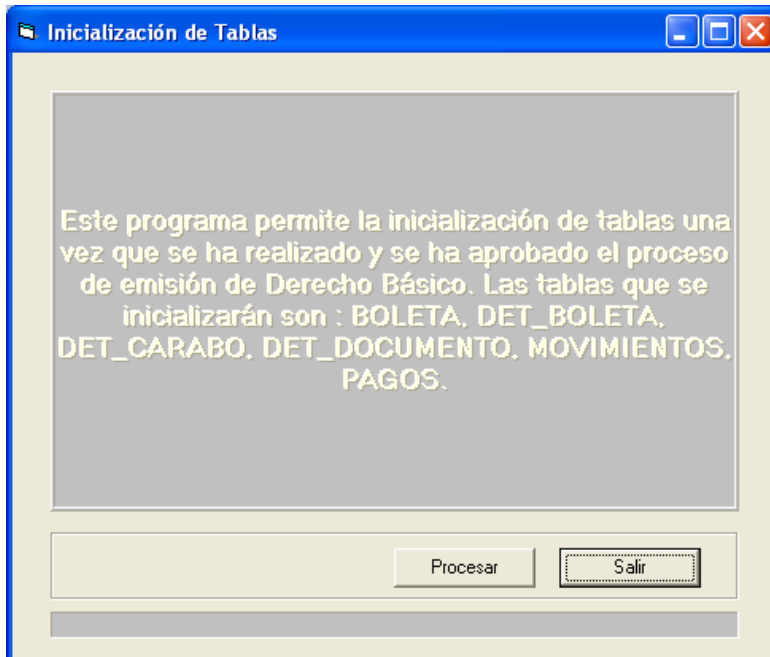 Inicialización de Tablas
Este programa permite la inicialización de tablas una
vez que se ha realizado y se ha aprobado el proceso
de emisión de Derecho Básico. Las tablas que se
inicializarán son : BOLETA, DET_BOLETA,
DET_CARABO, DET_DOCUMENTO, MOVIMIENTOS,
PAGOS.
Procesar
Salir